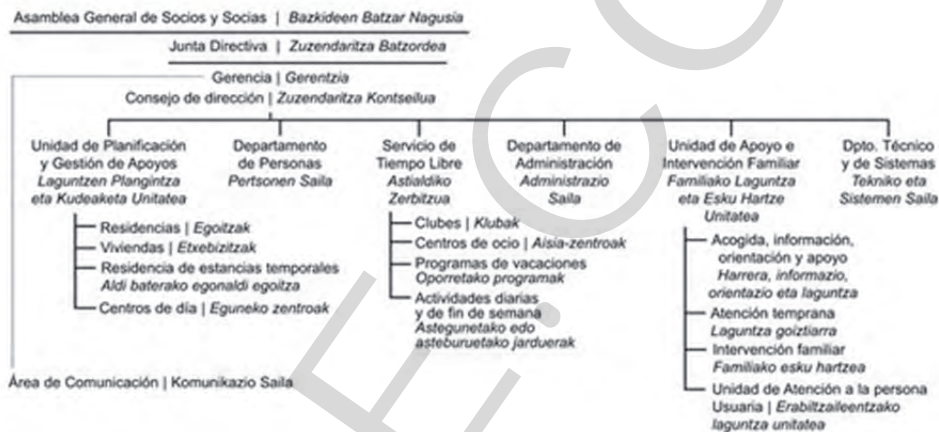 Asamblea General de Socios y Socias | Bazkideen Batzar Nagusia
Junta Directiva | Zuzendaritza Batzordea
Gerencia | Gerentzia
Consejo de dirección | Zuzendaritza Kontseilua
Unidad de Planificación
y Gestión de Apoyos
Laguntzen Plangintza
eta Kudeaketa Unitatea
Residencias | Egoitzak
Viviendas | Etxebizitzak
Residencia de estancias temporales
Aldi baterako egonaldi egoitza
Centros de día | Eguneko zentroak
Departamento
de Personas
Pertsonen Saila
Servicio de
Tiempo Libre
Astialdiko
Zerbitzua
Clubes | Klubak
Centros de ocio | Aisia-zentroak
Programas de vacaciones
Oporretako programak
Actividades diarias
y de fin de semana
Astegunetako edo
asteburuetako jarduerak
Departamento de
Administración
Administrazio
Saila
Unidad de Apoyo e
Intervención Familiar
Familiako Laguntza
eta Esku Hartze
Unitatea
Acogida, información,
orientación y apoyo
Harrera, informazio,
orientazio eta laguntza
Atención temprana
Laguntza goiztiarra
Intervención familiar
Familiako esku hartzea
Unidad de Atención a la persona
Usuaria | Erabiltzaileentzako
laguntza unitatea
Dpto. Técnico
y de Sistemas
Tekniko eta
Sistemen Saila
Área de Comunicación | Komunikazio Saila
E.CO